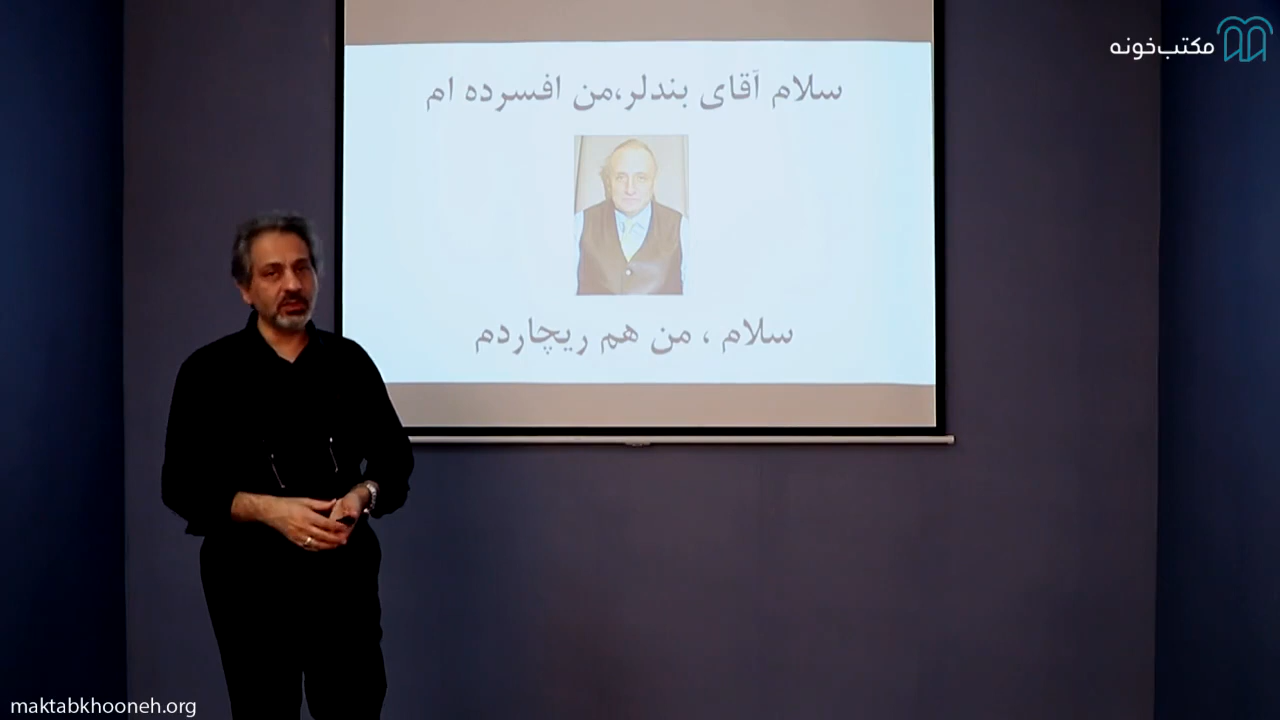 مکتب‌خونه
سلام آقای بندلر،من افسرده ام
سلام ، من هم ریچاردم
maktabkhooneh.org